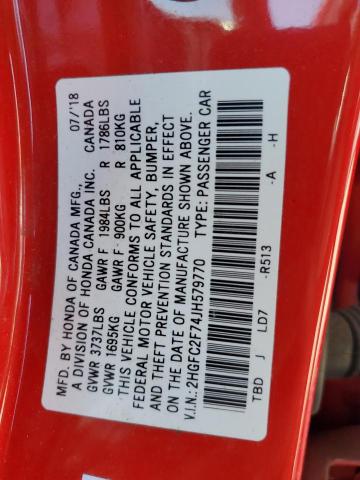 MFD. BY HONDA OF CANADA MFG., 07/'18
A DIVISION OF HONDA CANADA INC. CANADA
GVWR 3737LBS GAWR F 1984LBS R 1786LBS
GVWR 1695KG GAWR F 900KG R 810KG
THIS VEHICLE CONFORMS TO ALL APPLICABLE
FEDERAL MOTOR VEHICLE SAFETY, BUMPER,
AND THEFT PREVENTION STANDARDS IN EFFECT
ON THE DATE OF MANUFACTURE SHOWN ABOVE.
V.I.N.: 2HGFC2F74JH579770 TYPE: PASSENGER CAR
TBD J LD7 -R513 -A -H